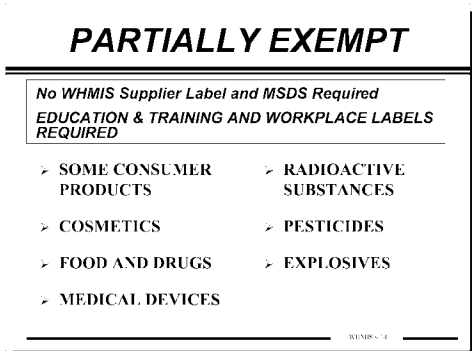 PARTIALLY EXEMPT
No WHMIS Supplier Label and MSDS Required
EDUCATION & TRAINING AND WORKPLACE LABELS
REQUIRED
➢ SOME CONSUMER
PRODUCTS
➢ COSMETICS
➢ FOOD AND DRUGS
➢ MEDICAL DEVICES
➢ RADIOACTIVE
SUBSTANCES
➢ PESTICIDES
➢ EXPLOSIVES
WHMIS